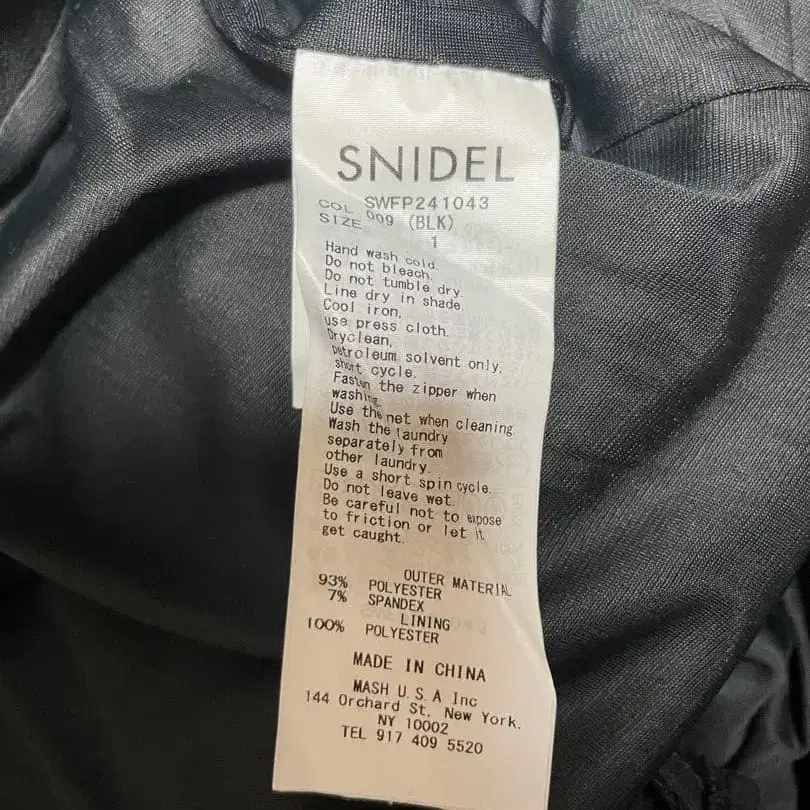 SNIDEL
SWFP241043
COL 009 (BLK)
SIZE 1
Hand wash cold.
Do not bleach.
Do not tumble dry.
Line dry in shade.
Cool iron,
use press cloth.
Dryclean,
petroleum solvent only,
short cycle.
Fasten the zipper when
washing.
Use the net when cleaning.
Wash the laundry
separately from
other laundry.
Use a short spin cycle.
Do not leave wet.
Be careful not to expose
to friction or let it
get caught.
OUTER MATERIAL
93% POLYESTER
7% SPANDEX
LINING
100% POLYESTER
MADE IN CHINA
MASH U.S.A Inc
144 Orchard St, New York.
NY 10002
TEL 917 409 5520